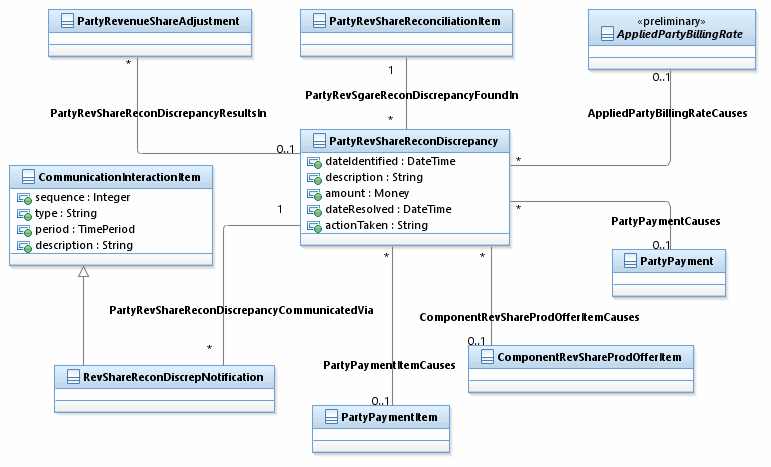 PartyRevenueShareAdjustment
PartyRevShareReconciliationItem
«preliminary»
AppliedPartyBillingRate
*
1
0..1
PartyRevShareReconDiscrepancyResultsIn
PartyRevSgareReconDiscrepancyFoundIn
AppliedPartyBillingRateCauses
*
0..1
PartyRevShareReconDiscrepancy
dateIdentified : DateTime
description : String
amount : Money
dateResolved : DateTime
actionTaken : String
*
*
CommunicationInteractionItem
sequence : Integer
type : String
period : TimePeriod
description : String
1
PartyPaymentCauses
0..1
PartyPayment
*
*
PartyRevShareReconDiscrepancyCommunicatedVia
ComponentRevShareProdOfferItemCauses
*
0..1
ComponentRevShareProdOfferItem
PartyPaymentItemCauses
RevShareReconDiscrepNotification
0..1
PartyPaymentItem